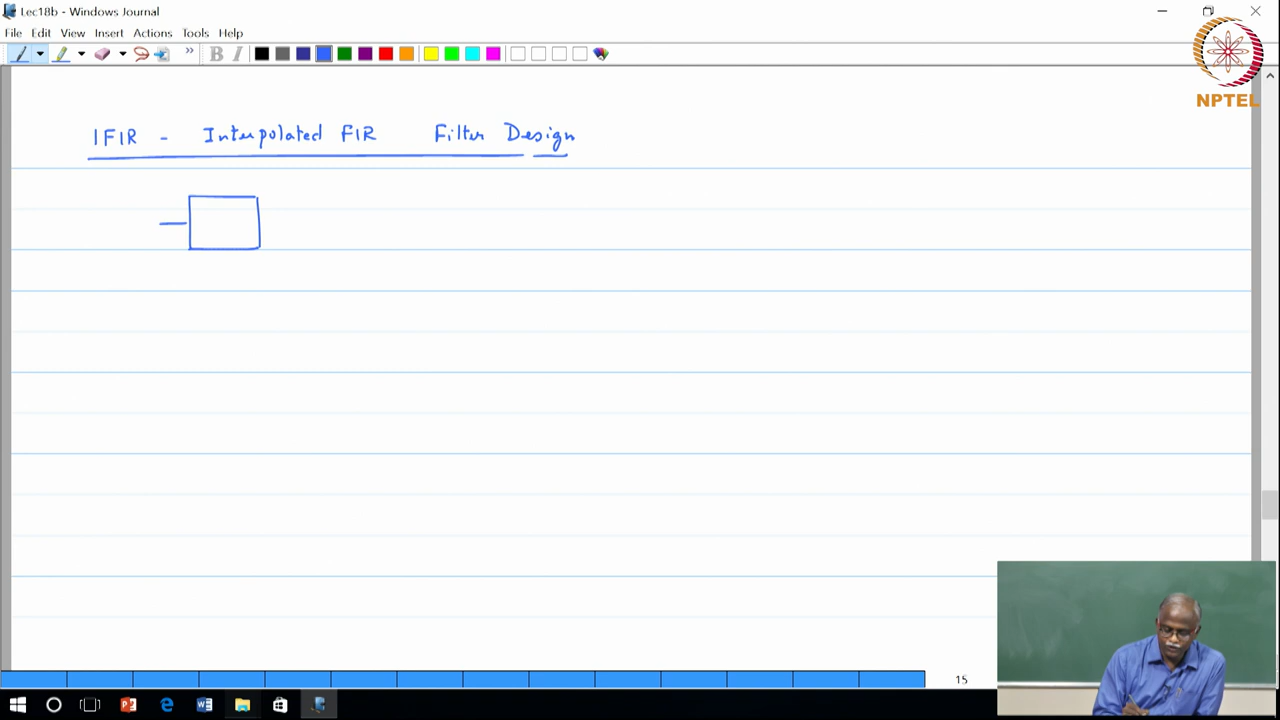 Lec18b - Windows Journal
File Edit View Insert Actions Tools Help
B I
NPTEL
IFIR - Interpolated FIR Filter Design
15